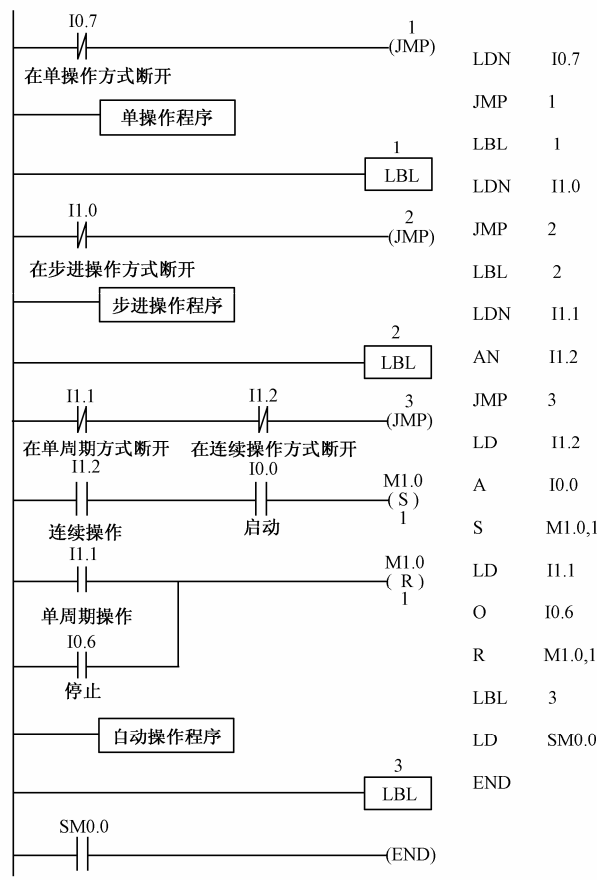 I0.7
1
(JMP)
在单操作方式断开
单操作程序
1
LBL
I1.0
2
(JMP)
在步进操作方式断开
步进操作程序
2
LBL
I1.1
I1.2
3
(JMP)
在单周期方式断开
在连续操作方式断开
I1.2
I0.0
M1.0
( S )
1
连续操作
启动
I1.1
M1.0
( R )
1
单周期操作
I0.6
停止
自动操作程序
3
LBL
SM0.0
(END)
LDN I0.7
JMP 1
LBL 1
LDN I1.0
JMP 2
LBL 2
LDN I1.1
AN I1.2
JMP 3
LD I1.2
A I0.0
S M1.0,1
LD I1.1
O I0.6
R M1.0,1
LBL 3
LD SM0.0
END